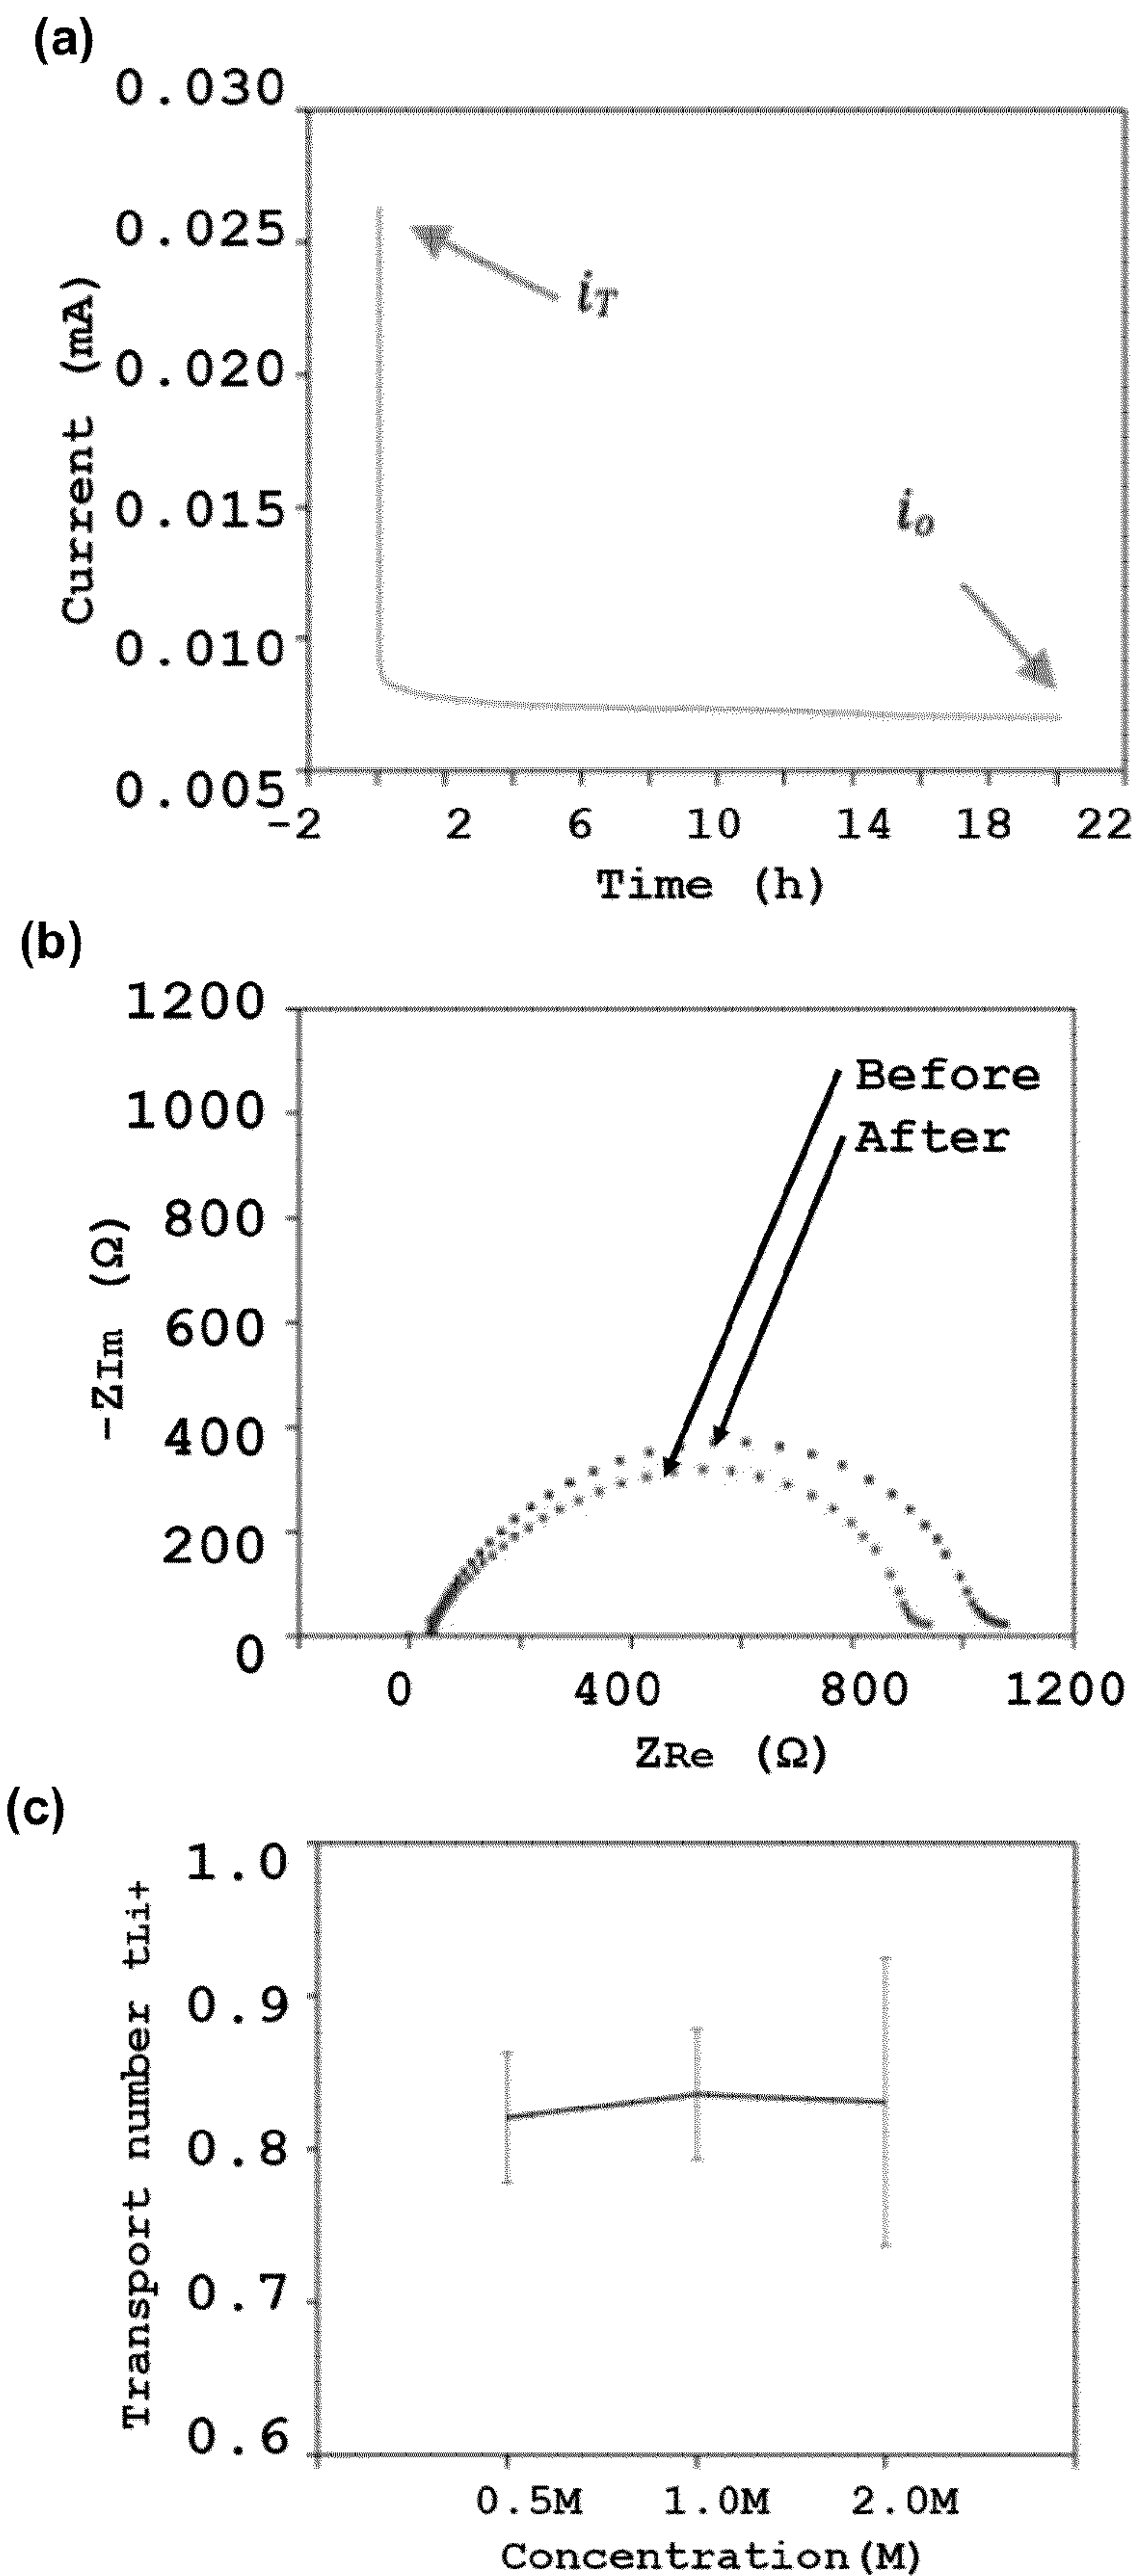 (a)
0.030
0.025
0.020
0.015
0.010
0.005
Current (mA)
iT
io
-2 2 6 10 14 18 22
Time (h)
(b)
1200
1000
800
600
400
200
0
-ZIm (Ω)
Before
After
0 400 800 1200
ZRe (Ω)
(c)
1.0
0.9
0.8
0.7
0.6
Transport number tLi+
0.5M 1.0M 2.0M
Concentration(M)